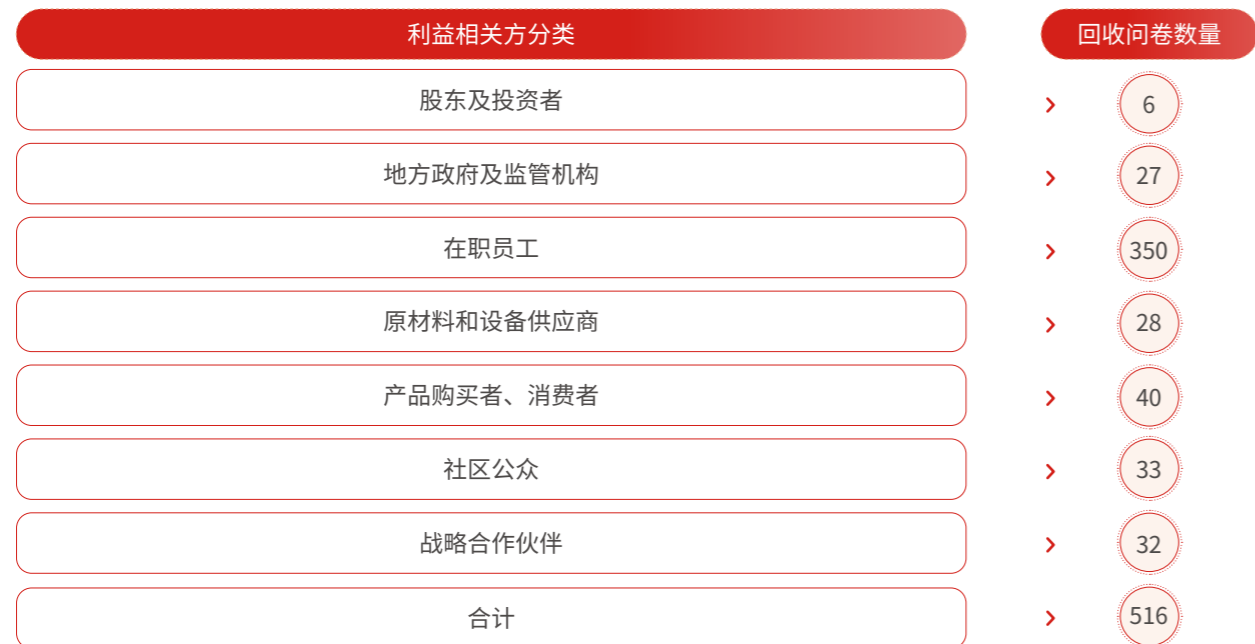 利益相关方分类 回收问卷数量
股东及投资者 6
地方政府及监管机构 27
在职员工 350
原材料和设备供应商 28
产品购买者、消费者 40
社区公众 33
战略合作伙伴 32
合计 516